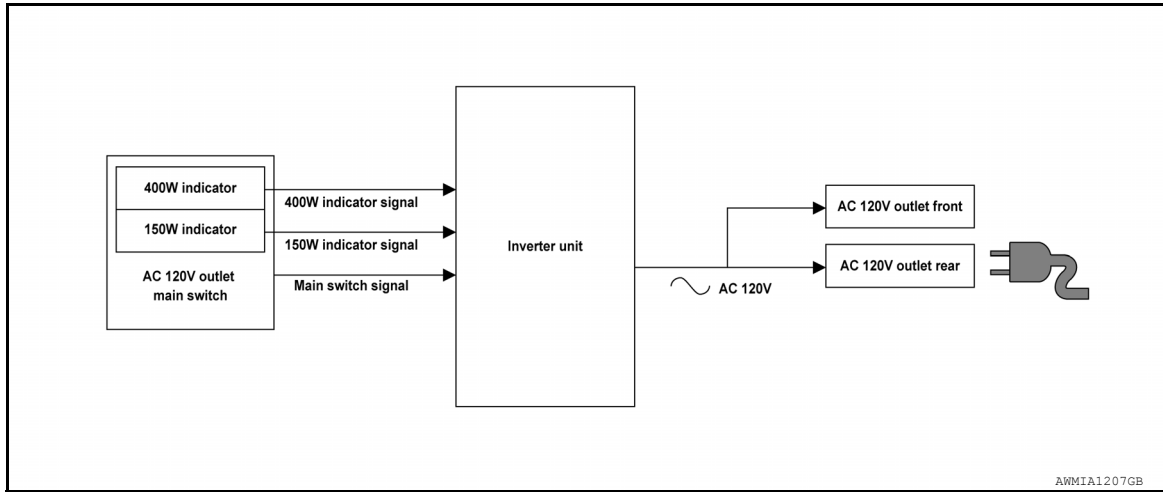 400W indicator
150W indicator
AC 120V outlet
main switch
400W indicator signal
150W indicator signal
Main switch signal
Inverter unit
AC 120V
AC 120V outlet front
AC 120V outlet rear
AWMIA1207GB